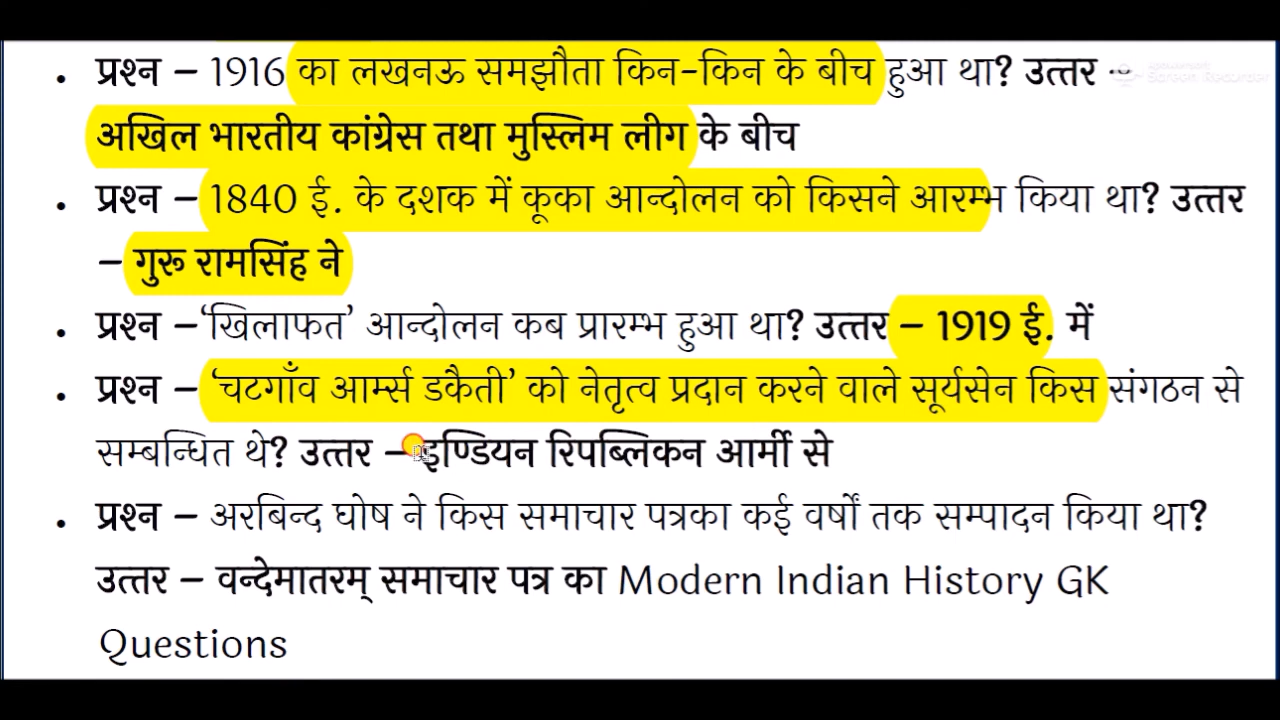 • प्रश्न – 1916 का लखनऊ समझौता किन-किन के बीच हुआ था? उत्तर –
अखिल भारतीय कांग्रेस तथा मुस्लिम लीग के बीच
• प्रश्न – 1840 ई. के दशक में कूका आन्दोलन को किसने आरम्भ किया था? उत्तर
– गुरू रामसिंह ने
• प्रश्न –‘खिलाफत’ आन्दोलन कब प्रारम्भ हुआ था? उत्तर – 1919 ई. में
• प्रश्न – ‘चटगाँव आर्म्स डकैती’ को नेतृत्व प्रदान करने वाले सूर्यसेन किस संगठन से
सम्बन्धित थे? उत्तर – इण्डियन रिपब्लिकन आर्मी से
• प्रश्न – अरबिन्द घोष ने किस समाचार पत्रका कई वर्षों तक सम्पादन किया था?
उत्तर – वन्देमातरम् समाचार पत्र का Modern Indian History GK
Questions